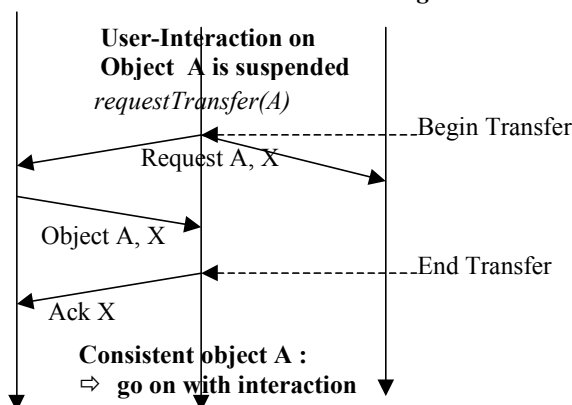 User-Interaction on
Object A is suspended
requestTransfer(A)
Begin Transfer
Request A, X
Object A, X
End Transfer
Ack X
Consistent object A :
⇨ go on with interaction